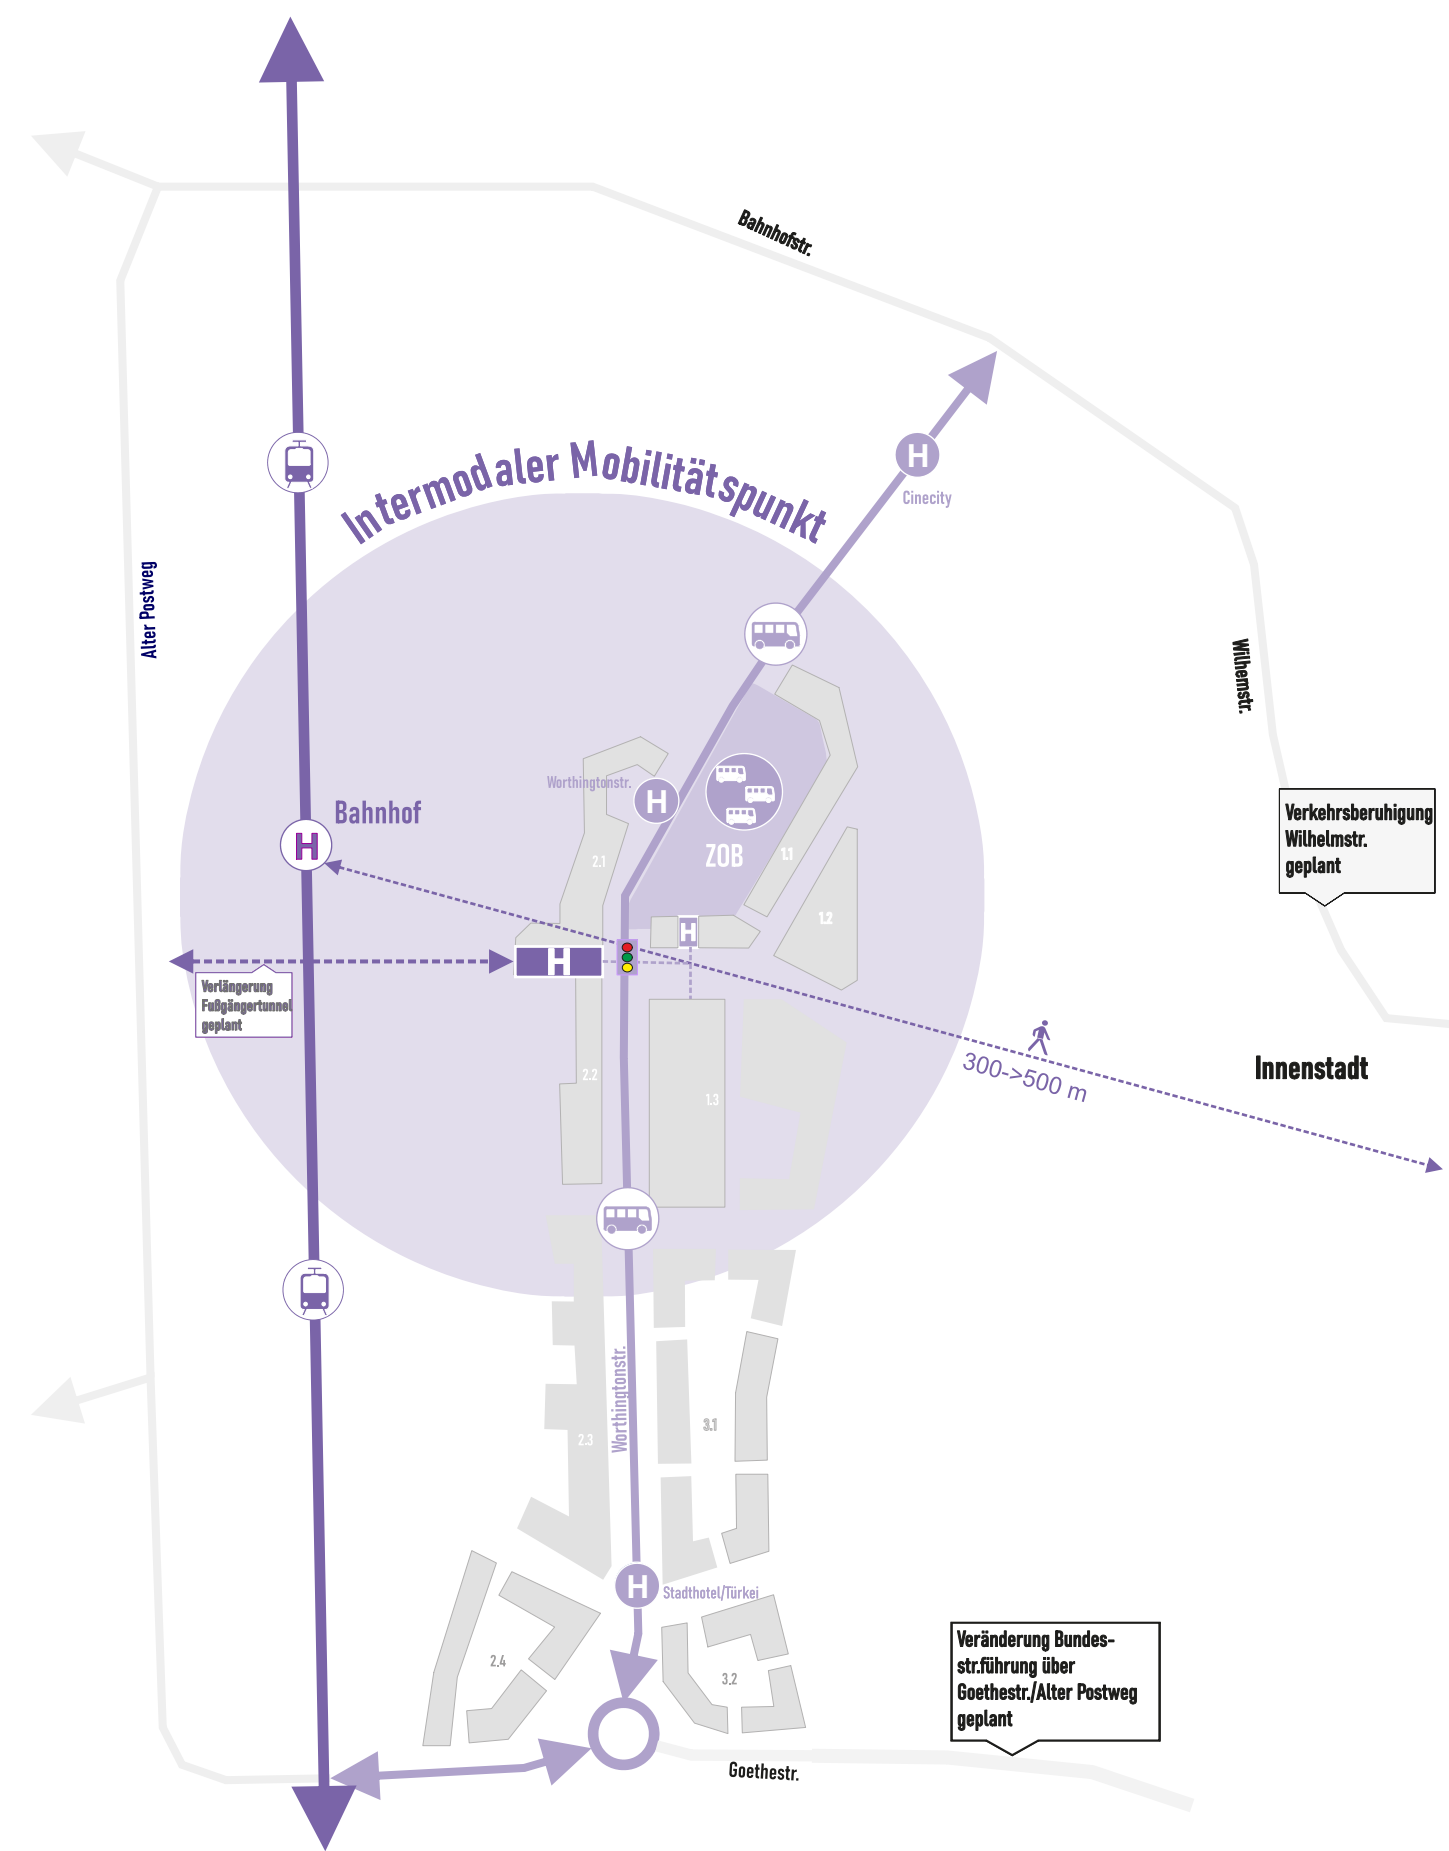 Bahnhofstr.
Intermodaler Mobilitätspunkt
H
Cinecity
Alter Postweg
Wilhemstr.
Worthingtonstr.
H
Bahnhof
H
ZOB
1.1
2.1
1.2
Verkehrsberuhigung
Wilhelmstr.
geplant
H
H
Verlängerung
Fußgängertunnel
geplant
300->500 m
Innenstadt
2.2
1.3
Worthingtonstr.
3.1
2.3
H
Stadthotel/Türkei
2.4
3.2
Veränderung Bundes-
str.führung über
Goethestr./Alter Postweg
geplant
Goethestr.